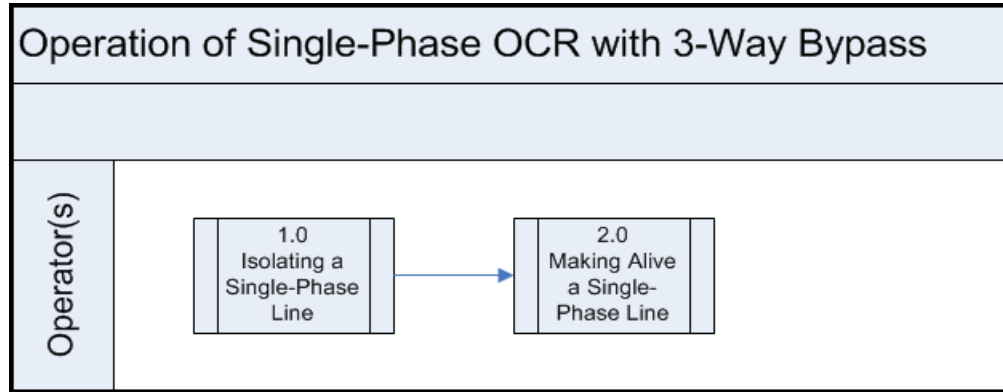 Operation of Single-Phase OCR with 3-Way Bypass
Operator(s)
1.0
Isolating a
Single-Phase
Line
2.0
Making Alive
a Single-
Phase Line